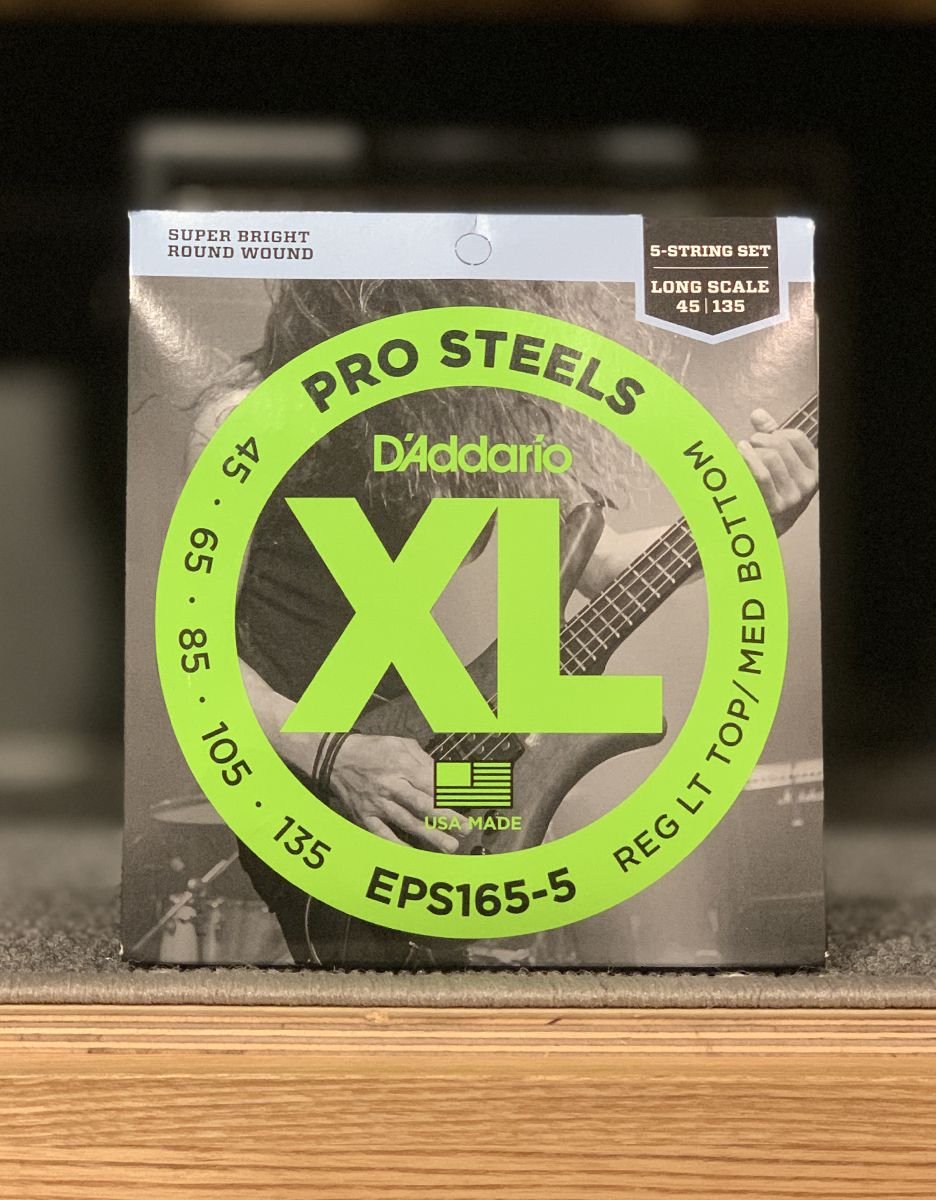 SUPER BRIGHT
ROUND WOUND
5-STRING SET
LONG SCALE
45 | 135
PRO STEELS
D'Addario
XL
USA MADE
45 · 65 · 85 · 105 · 135
EPS165-5
REG LT TOP/MED BOTTOM